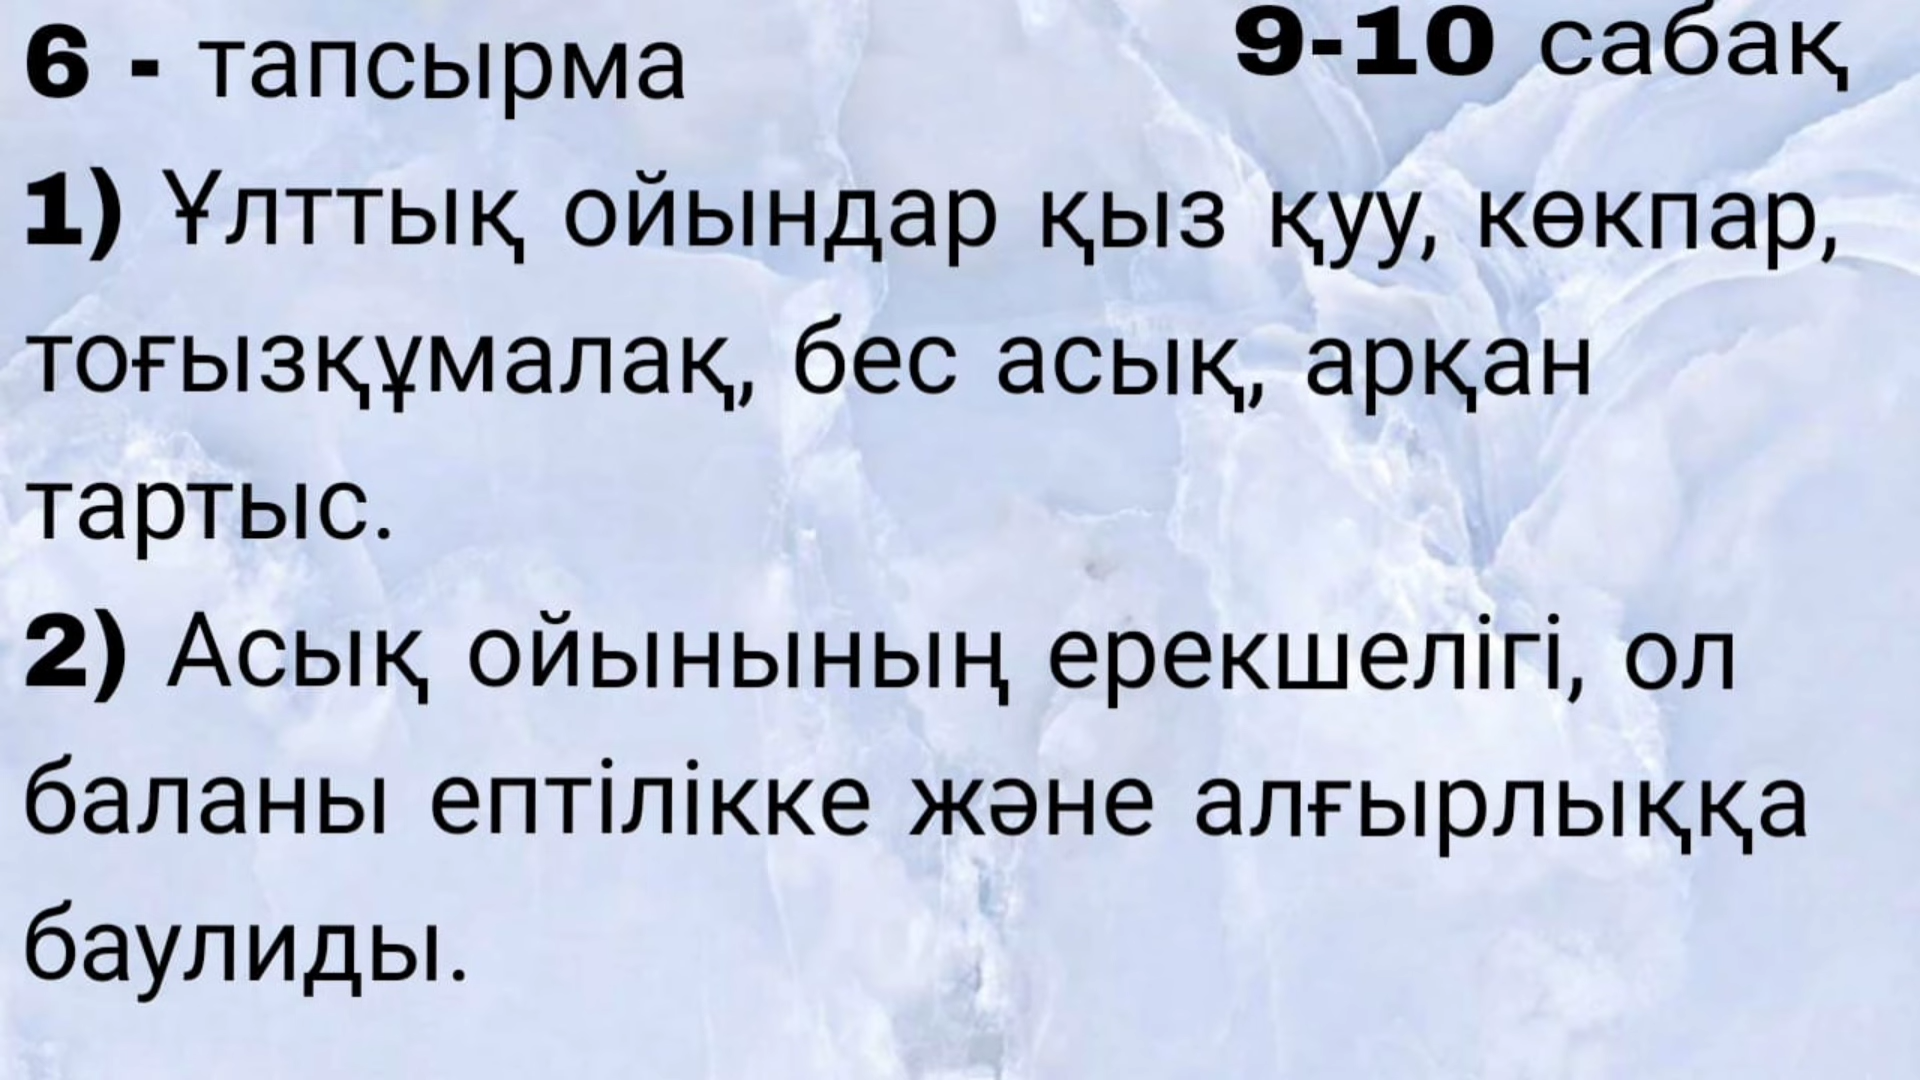 6 - тапсырма 9-10 сабақ
1) Ұлттық ойындар қыз қуу, көкпар,
тоғызқұмалақ, бес асық, арқан
тартыс.
2) Асық ойынының ерекшелігі, ол
баланы ептілікке және алғырлыққа
баулиды.